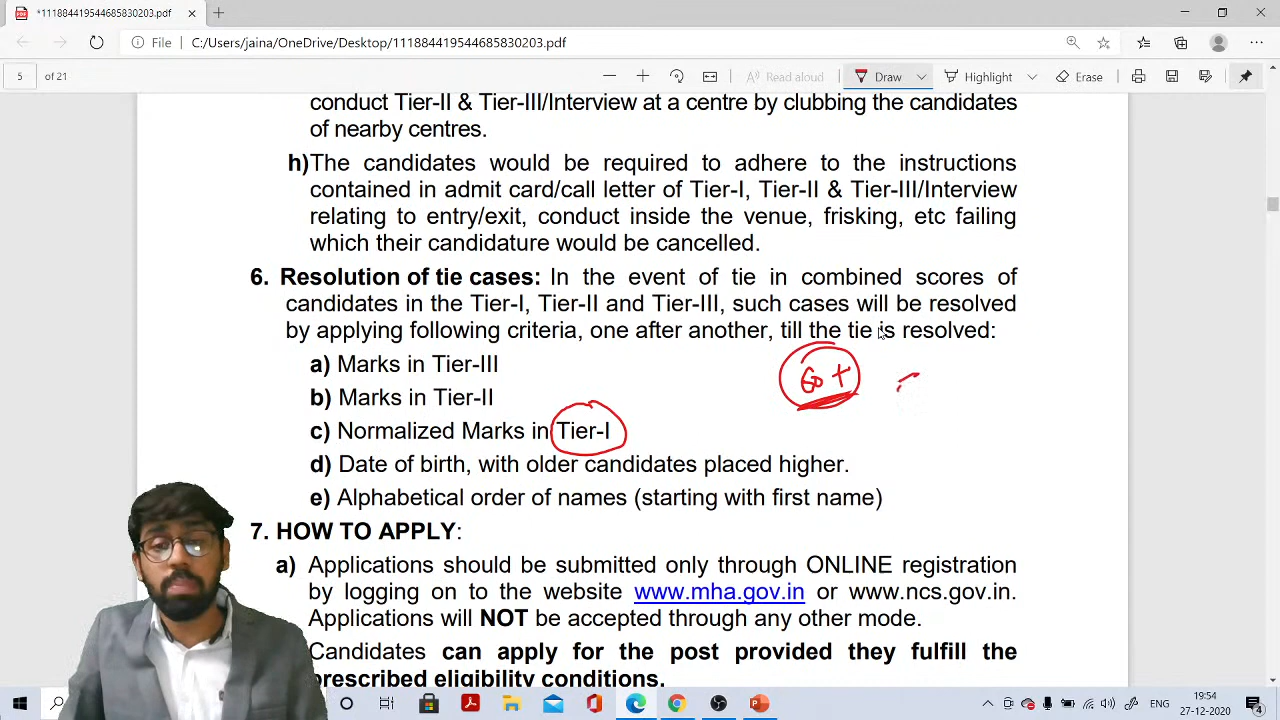 *111884419544685830203.pdf
File
C:/Users/jaina/OneDrive/Desktop/111884419544685830203.pdf
5 of 21
Read aloud
Draw
Highlight
Erase
conduct Tier-II & Tier-III/Interview at a centre by clubbing the candidates
of nearby centres.
h)The candidates would be required to adhere to the instructions
contained in admit card/call letter of Tier-I, Tier-II & Tier-III/Interview
relating to entry/exit, conduct inside the venue, frisking, etc failing
which their candidature would be cancelled.
6. Resolution of tie cases: In the event of tie in combined scores of
candidates in the Tier-I, Tier-II and Tier-III, such cases will be resolved
by applying following criteria, one after another, till the tie is resolved:
a) Marks in Tier-III
60 +
b) Marks in Tier-II
c) Normalized Marks in Tier-I
d) Date of birth, with older candidates placed higher.
e) Alphabetical order of names (starting with first name)
7. HOW TO APPLY:
a) Applications should be submitted only through ONLINE registration
by logging on to the website www.mha.gov.in or www.ncs.gov.in.
Applications will NOT be accepted through any other mode.
Candidates can apply for the post provided they fulfill the
prescribed eligibility conditions.
ENG
19:54
27-12-2020
4